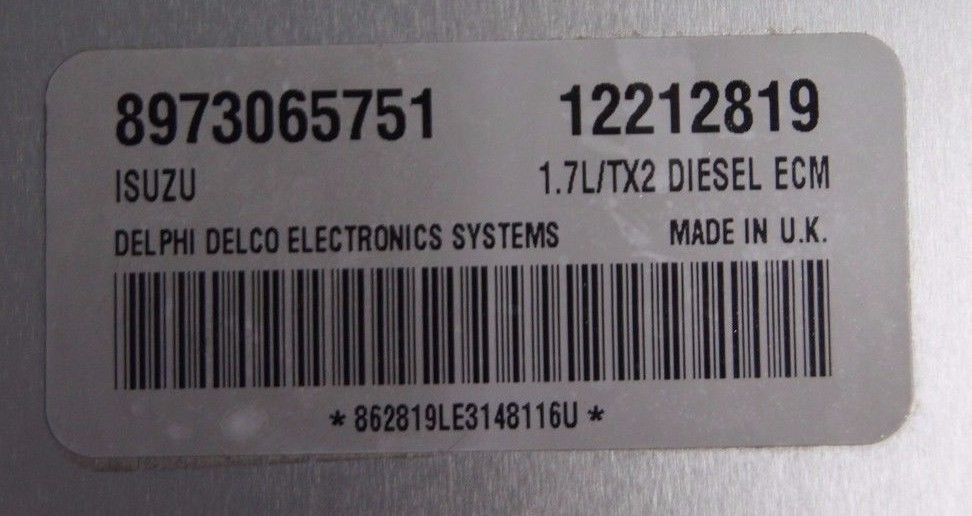 8973065751 12212819
ISUZU 1.7L/TX2 DIESEL ECM
DELPHI DELCO ELECTRONICS SYSTEMS MADE IN U.K.
*862819LE3148116U*